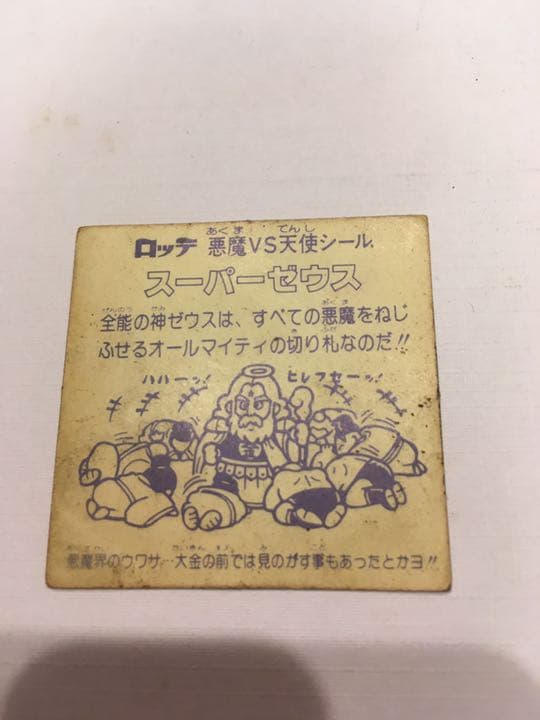 ロッテ 悪魔VS天使シール.
スーパーゼウス
全能の神ゼウスは、すべての悪魔をねじ
ふせるオールマイティの切り札なのだ!!
ハハーッ! ヒレフセーッ!
悪魔界のウワサ…大金の前では見のがす事もあったとかヨ!!